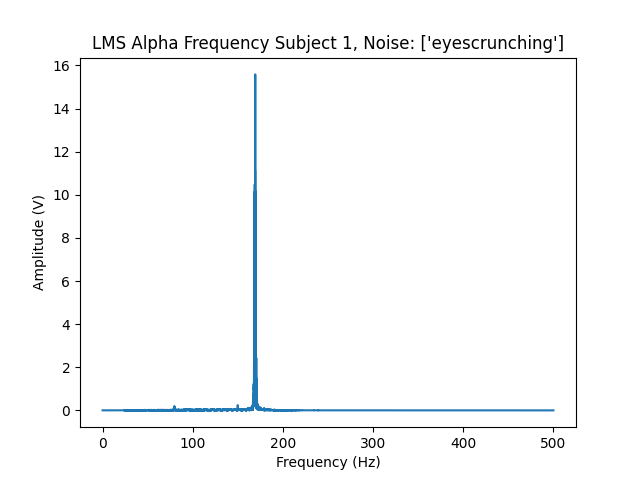 LMS Alpha Frequency Subject 1, Noise: ['eyescrunching']
16
14
12
10
8
6
4
2
0
Amplitude (V)
0 100 200 300 400 500
Frequency (Hz)